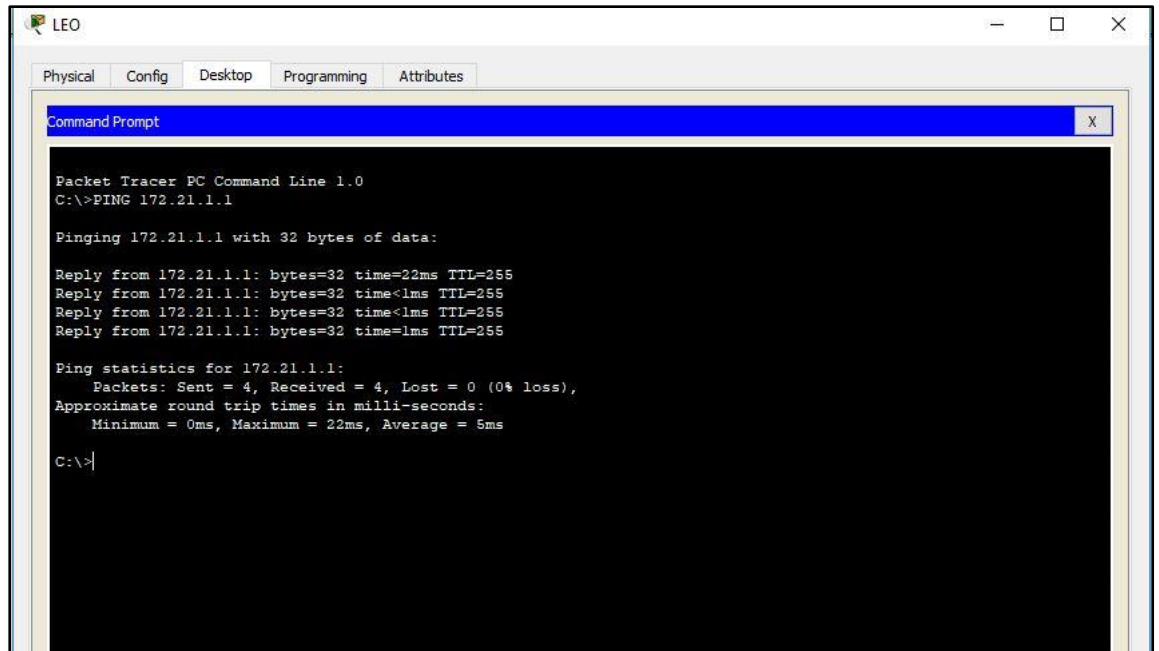 LEO
Physical Config Desktop Programming Attributes
Command Prompt X
Packet Tracer PC Command Line 1.0
C:\>PING 172.21.1.1
Pinging 172.21.1.1 with 32 bytes of data:
Reply from 172.21.1.1: bytes=32 time=22ms TTL=255
Reply from 172.21.1.1: bytes=32 time<1ms TTL=255
Reply from 172.21.1.1: bytes=32 time<1ms TTL=255
Reply from 172.21.1.1: bytes=32 time=1ms TTL=255
Ping statistics for 172.21.1.1:
Packets: Sent = 4, Received = 4, Lost = 0 (0% loss),
Approximate round trip times in milli-seconds:
Minimum = 0ms, Maximum = 22ms, Average = 5ms
C:\>